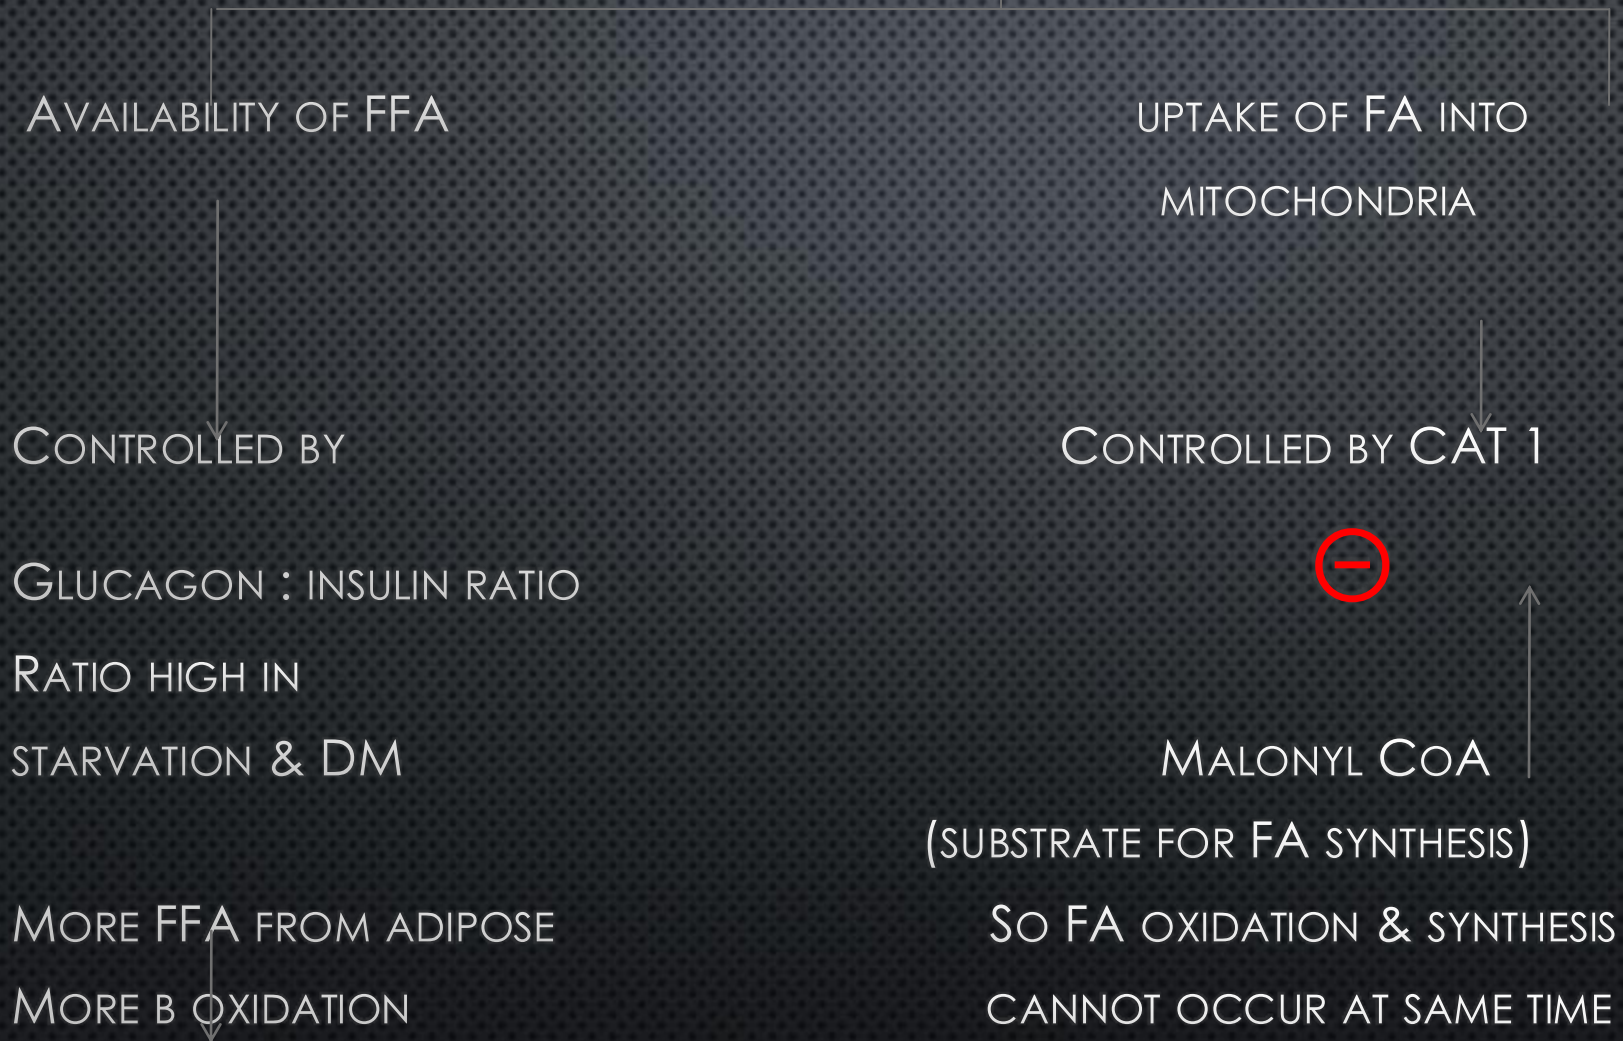 Availability of FFA
Controlled by
Glucagon : insulin ratio
Ratio high in
starvation & DM
More FFA from adipose
More b oxidation
uptake of FA into
mitochondria
Controlled by CAT 1
Malonyl CoA
(substrate for FA synthesis)
So FA oxidation & synthesis
cannot occur at same time